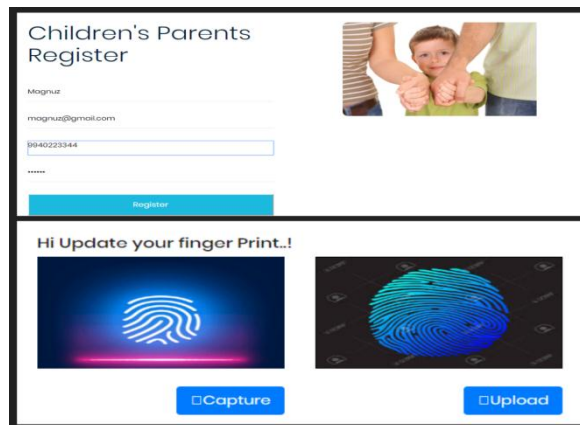 Children's Parents
Register
Magnuz
magnuz@gmail.com
9940223344
••••••
Register
Hi Update your finger Print..!
□Capture
□Upload